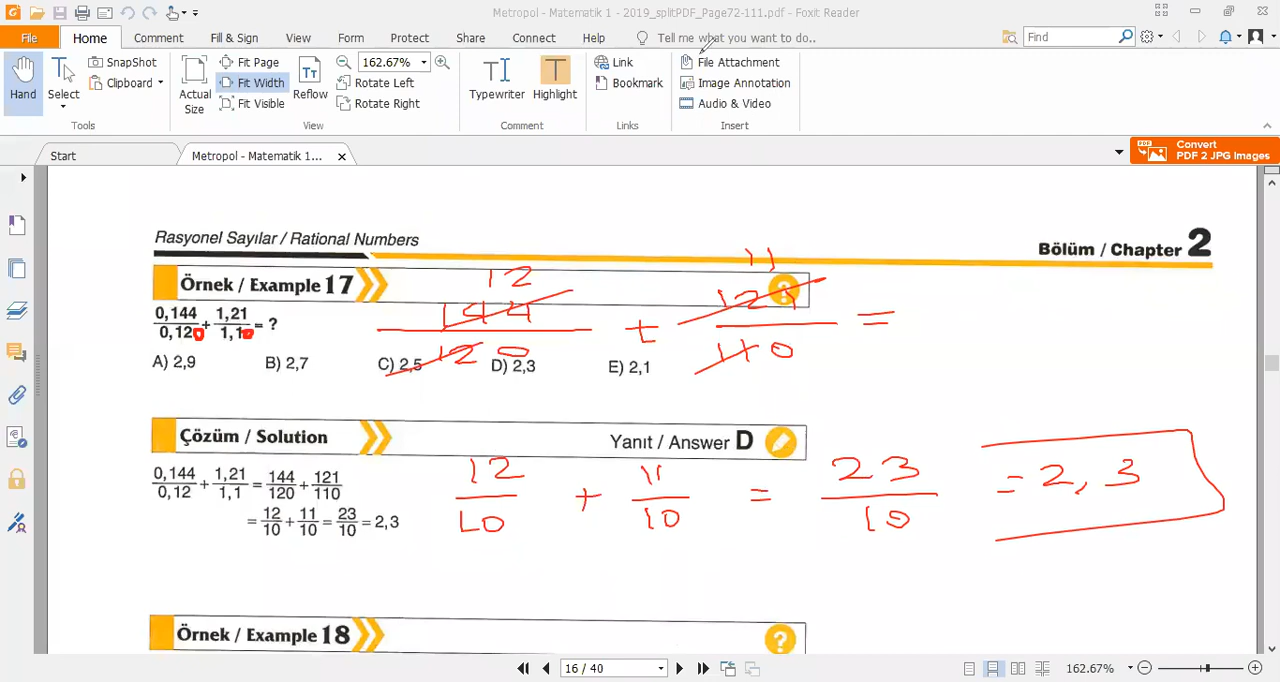 Metropol - Matematik 1 - 2019_splitPDF_Page72-111.pdf - Foxit Reader
File Home Comment Fill & Sign View Form Protect Share Connect Help Tell me what you want to do.. Find
Hand
Select
SnapShot
Clipboard
Tools
Actual Size
Fit Page
Fit Width
Fit Visible
Reflow
162.67%
Rotate Left
Rotate Right
View
Typewriter
Highlight
Comment
Link
Bookmark
Links
File Attachment
Image Annotation
Audio & Video
Insert
Start Metropol - Matematik 1...
Convert
PDF 2 JPG Images
Rasyonel Sayılar / Rational Numbers
Bölüm / Chapter 2
Örnek / Example 17
0,144/0,120 + 1,21/1,10 = ?
12 11
144/120 + 121/110 =
A) 2,9 B) 2,7 C) 2,5 D) 2,3 E) 2,1
Çözüm / Solution Yanıt / Answer D
0,144/0,12 + 1,21/1,1 = 144/120 + 121/110
= 12/10 + 11/10 = 23/10 = 2,3
12/10 + 11/10 = 23/10 = 2,3
Örnek / Example 18
?
16 / 40
162.67%